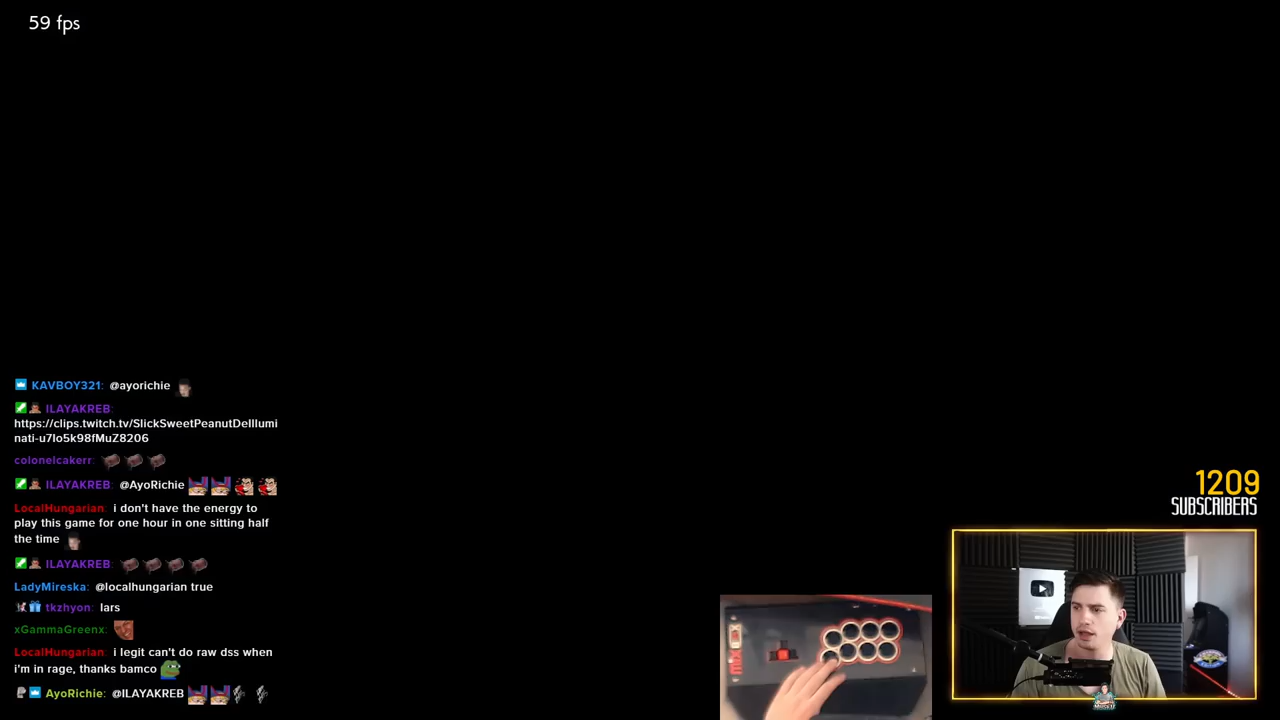 59 fps
KAVBOY321: @ayorichie
ILAYAKREB:
https://clips.twitch.tv/SlickSweetPeanutDeIllumi
nati-u7Io5k98fMuZ8206
colonelcakerr:
ILAYAKREB: @AyoRichie
LocalHungarian: i don't have the energy to
play this game for one hour in one sitting half
the time
ILAYAKREB:
LadyMireska: @localhungarian true
tkzhyon: lars
xGammaGreenx:
LocalHungarian: i legit can't do raw dss when
i'm in rage, thanks bamco
AyoRichie: @ILAYAKREB
1209
SUBSCRIBERS